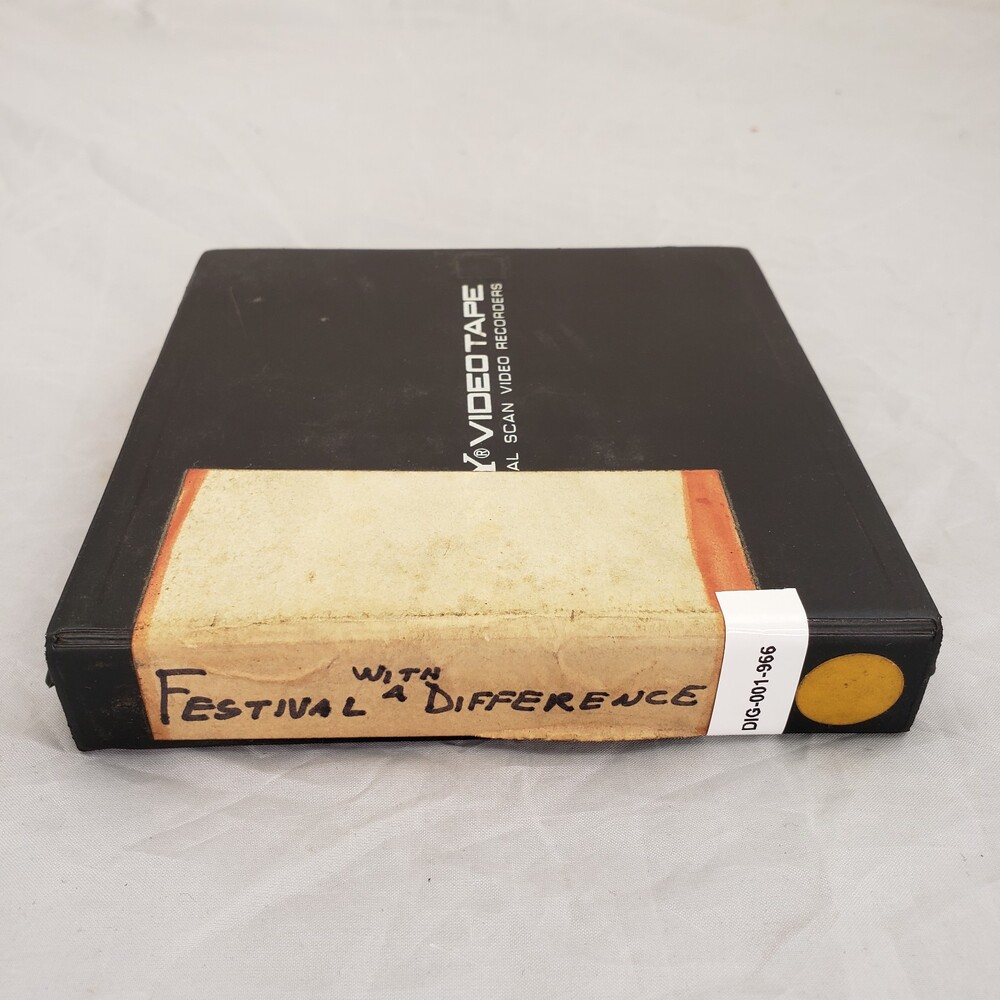 Y® VIDEOTAPE
AL SCAN VIDEO RECORDERS
FESTIVAL WITH A DIFFERENCE
DIG-001-966